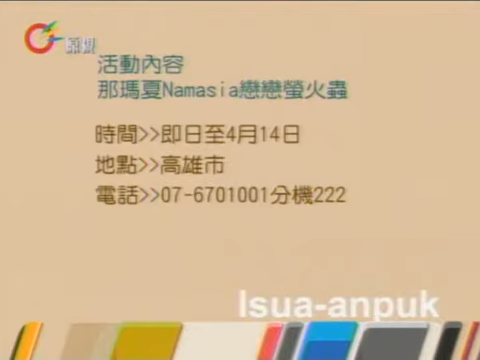 原視
活動內容
那瑪夏Namasia戀戀螢火蟲
時間>>即日至4月14日
地點>>高雄市
電話>>07-6701001分機222
Isua-anpuk